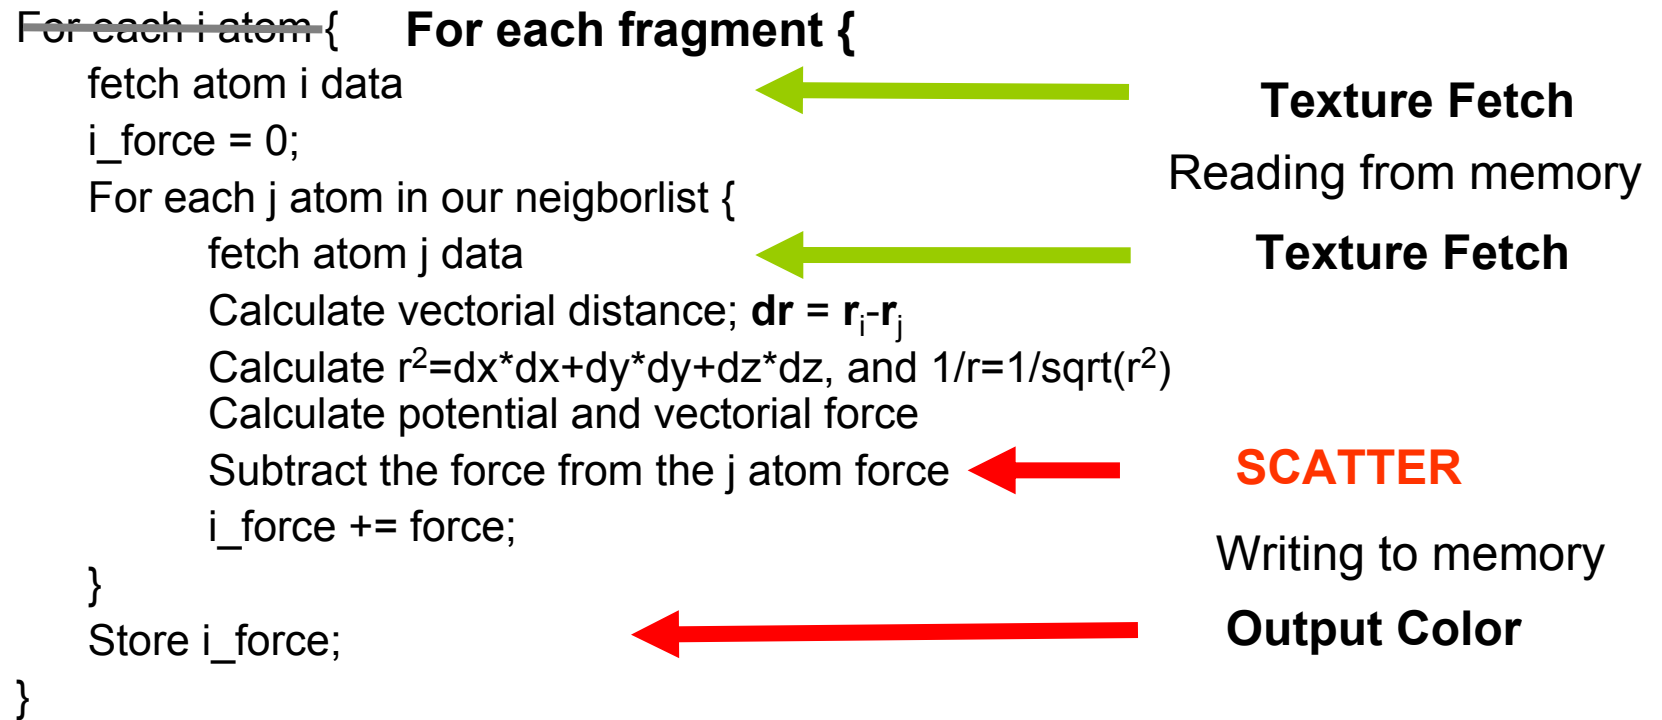 For each i atom { For each fragment {
fetch atom i data
Texture Fetch
i_force = 0;
Reading from memory
For each j atom in our neigborlist {
fetch atom j data
Texture Fetch
Calculate vectorial distance; dr = ri-rj
Calculate r2=dx*dx+dy*dy+dz*dz, and 1/r=1/sqrt(r2)
Calculate potential and vectorial force
Subtract the force from the j atom force
SCATTER
i_force += force;
Writing to memory
}
Store i_force;
Output Color
}